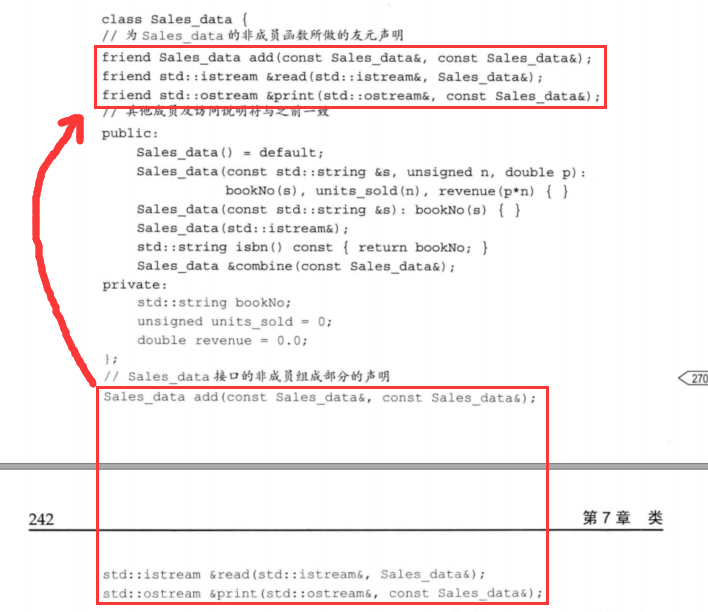 class Sales_data {
// 为 Sales_data 的非成员函数所做的友元声明
friend Sales_data add(const Sales_data&, const Sales_data&);
friend std::istream &read(std::istream&, Sales_data&);
friend std::ostream &print(std::ostream&, const Sales_data&);
// 其他成员及访问说明符与之前一致
public:
    Sales_data() = default;
    Sales_data(const std::string &s, unsigned n, double p):
               bookNo(s), units_sold(n), revenue(p*n) { }
    Sales_data(const std::string &s): bookNo(s) { }
    Sales_data(std::istream&);
    std::string isbn() const { return bookNo; }
    Sales_data &combine(const Sales_data&);
private:
    std::string bookNo;
    unsigned units_sold = 0;
    double revenue = 0.0;
};
// Sales_data 接口的非成员组成部分的声明
270
Sales_data add(const Sales_data&, const Sales_data&);
242 第 7 章 类
std::istream &read(std::istream&, Sales_data&);
std::ostream &print(std::ostream&, const Sales_data&);